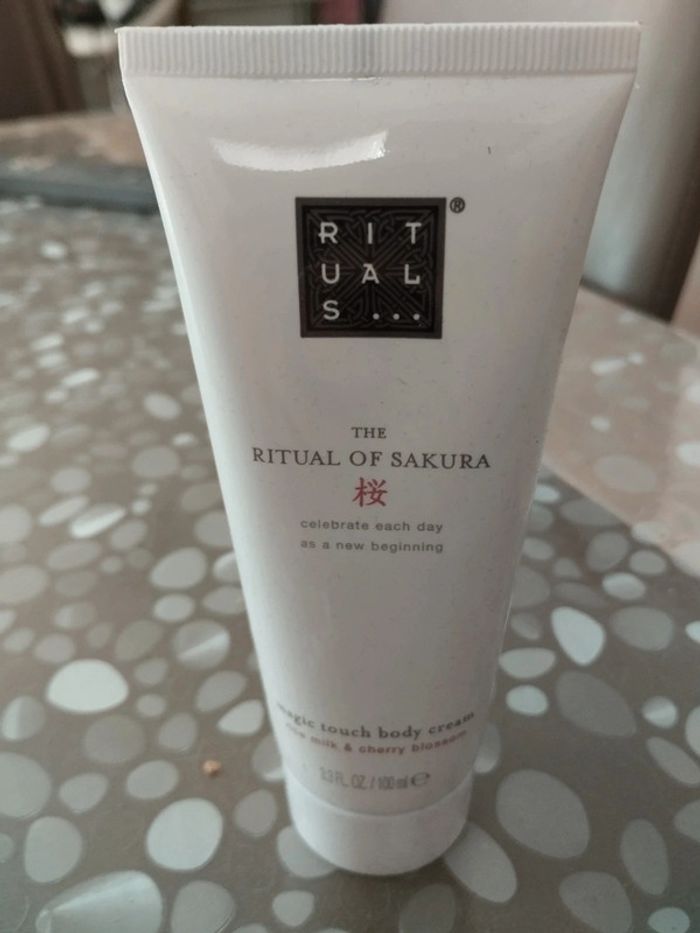 RIT
UAL
S...
®
THE
RITUAL OF SAKURA
桜
celebrate each day
as a new beginning
magic touch body cream
rice milk & cherry blossom
3.3 FL. OZ. / 100 ml ℮